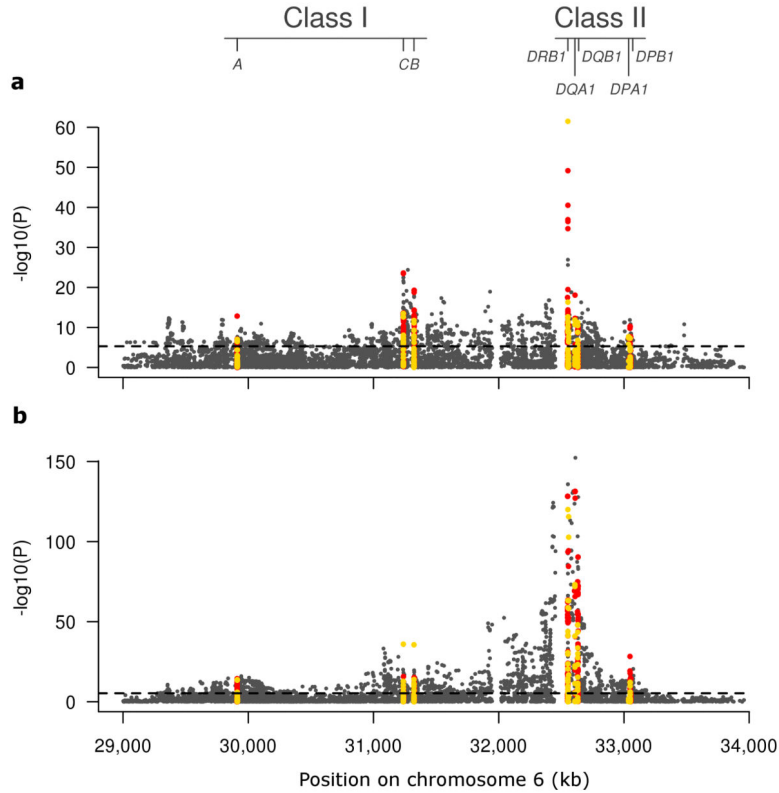 Class I
Class II
A
C
B
DRB1
DQB1
DPB1
DQA1
DPA1
a
60
50
40
30
20
10
0
-log10(P)
b
150
100
50
0
-log10(P)
29,000
30,000
31,000
32,000
33,000
34,000
Position on chromosome 6 (kb)